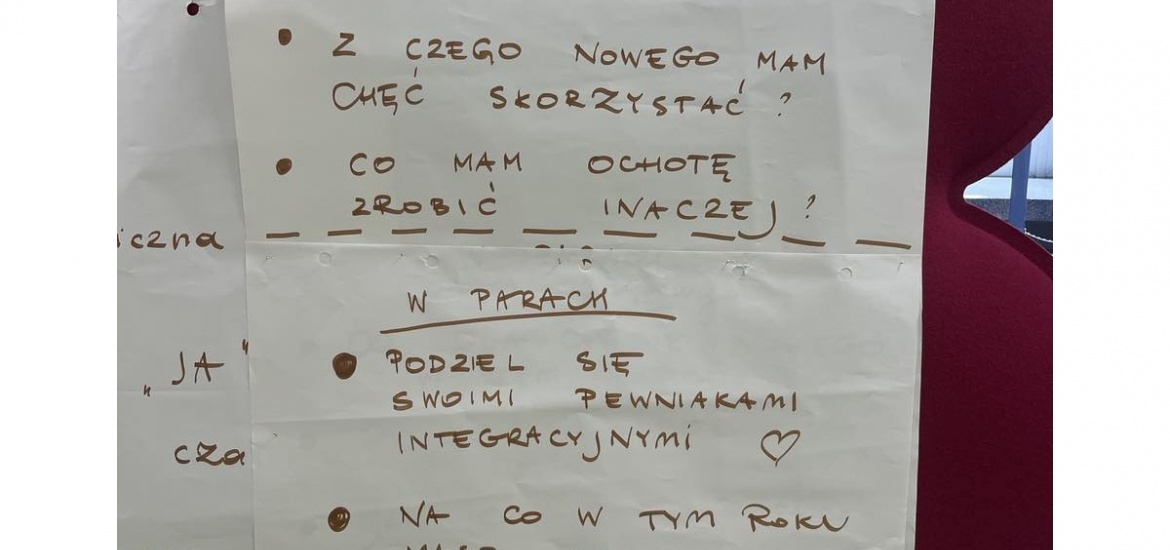 • Z CZEGO NOWEGO MAM
CHĘĆ SKORZYSTAĆ ?
• CO MAM OCHOTĘ
ZROBIĆ INACZEJ ?
iczna
W PARACH
• PODZIEL SIĘ
SWOIMI PEWNIAKAMI
INTEGRACYJNYMI ♡
• NA CO W TYM ROKU
„JA"
cza